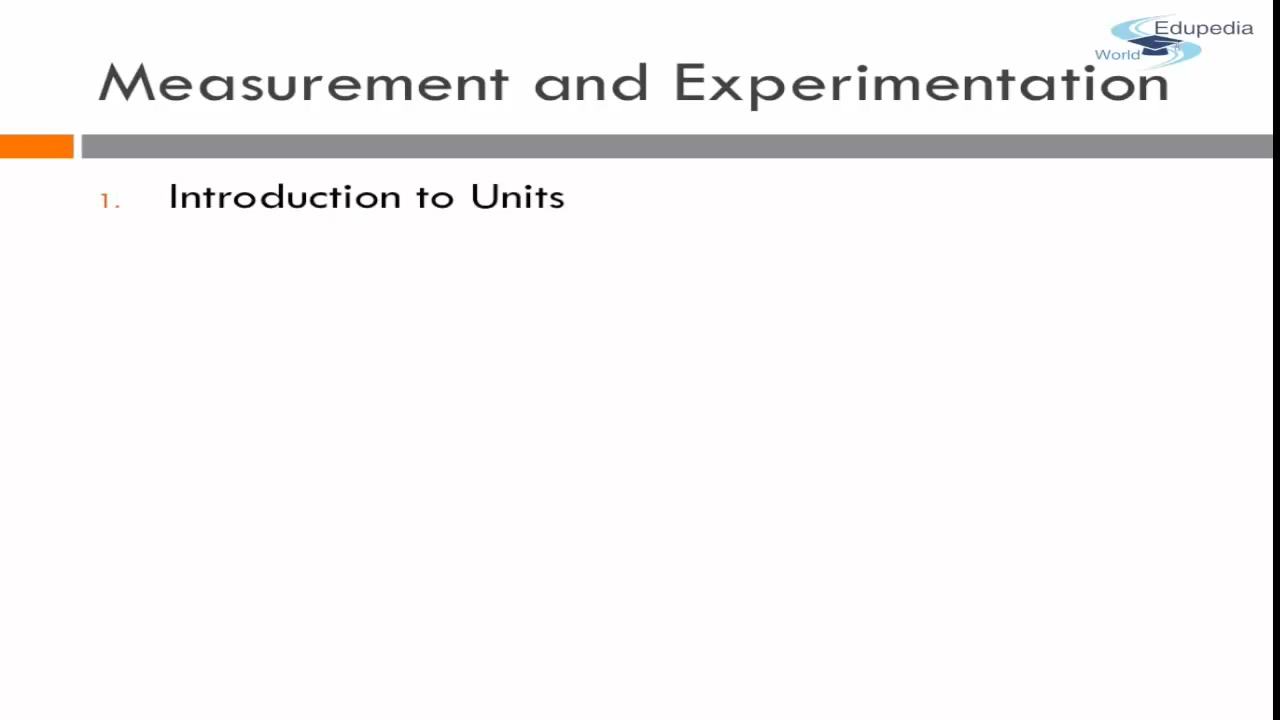 Edupedia
World
Measurement and Experimentation
1. Introduction to Units